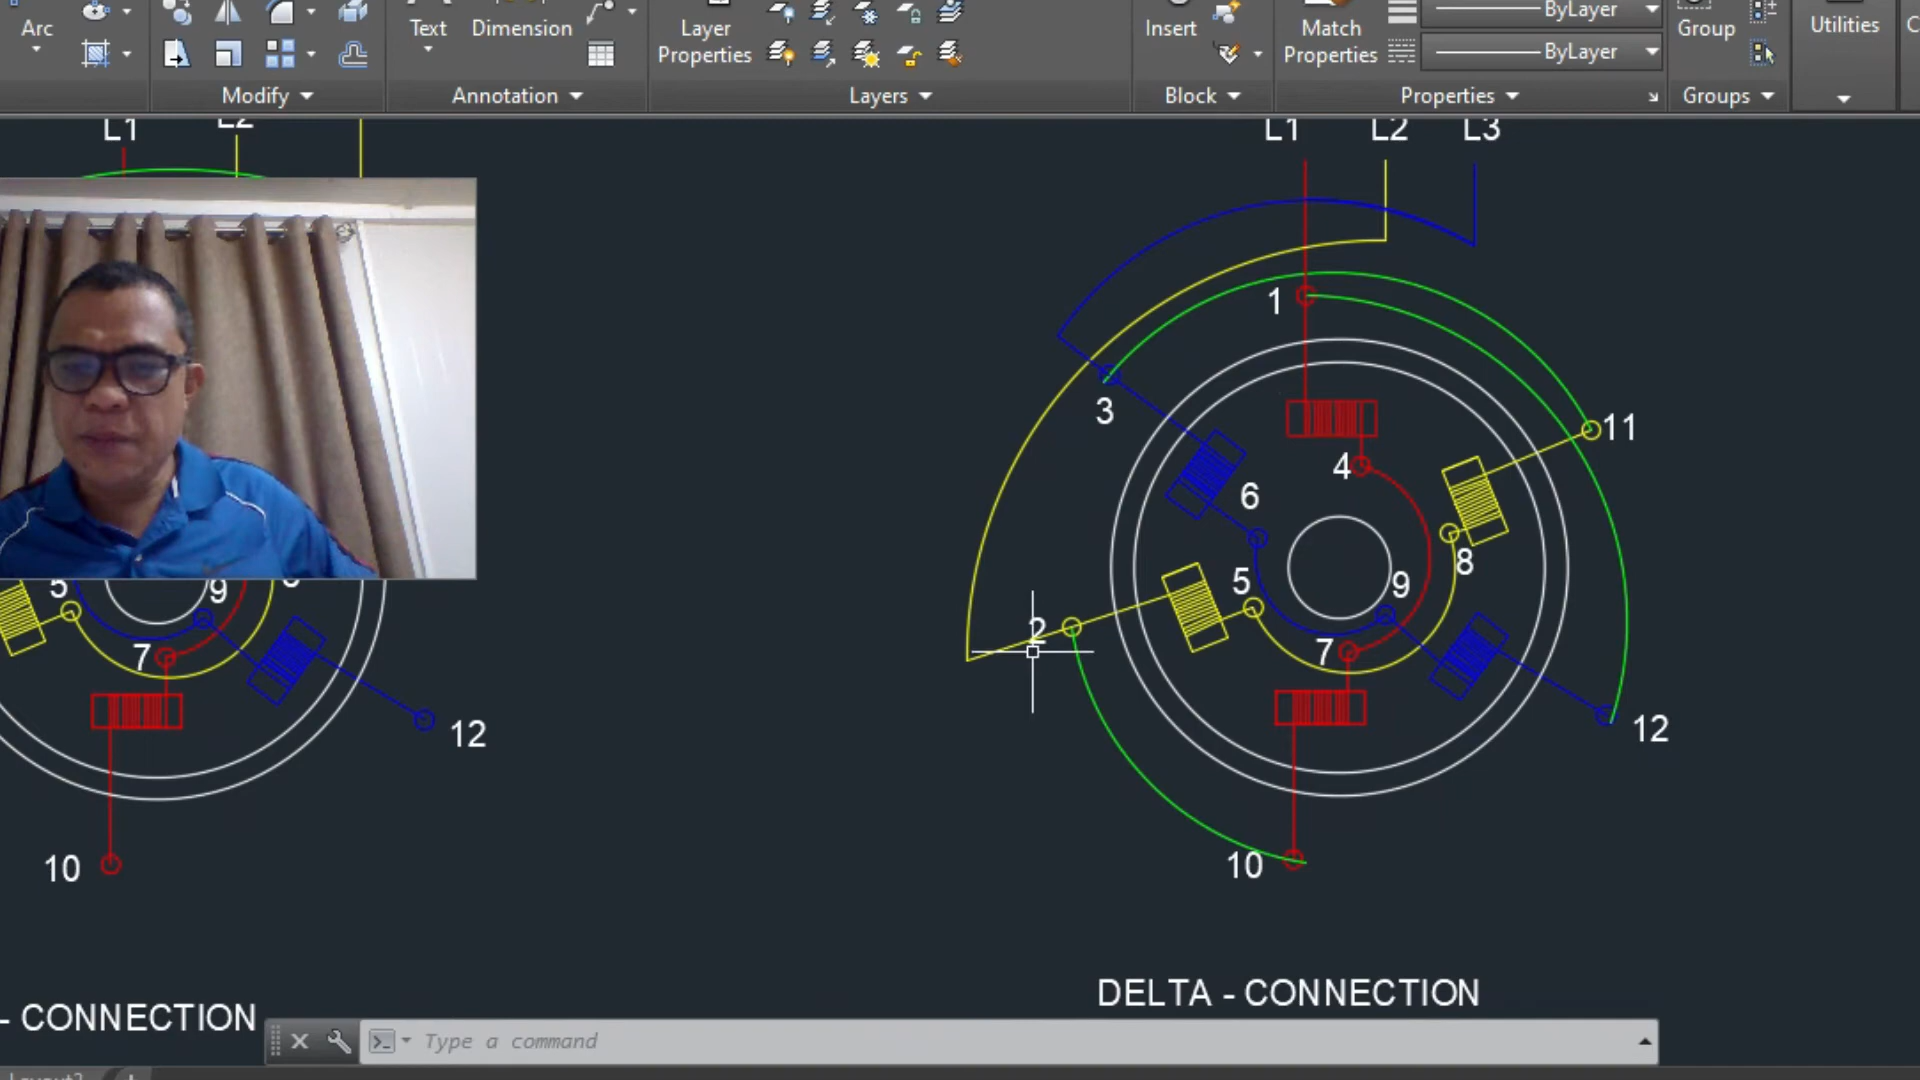 Arc
Text
Dimension
Layer
Properties
Insert
Match
Properties
ByLayer
ByLayer
Group
Utilities
Modify
Annotation
Layers
Block
Properties
Groups
L1
L2
L1
L2
L3
1
3
11
4
6
8
5
9
2
7
12
10
5
9
7
12
10
- CONNECTION
DELTA - CONNECTION
Type a command